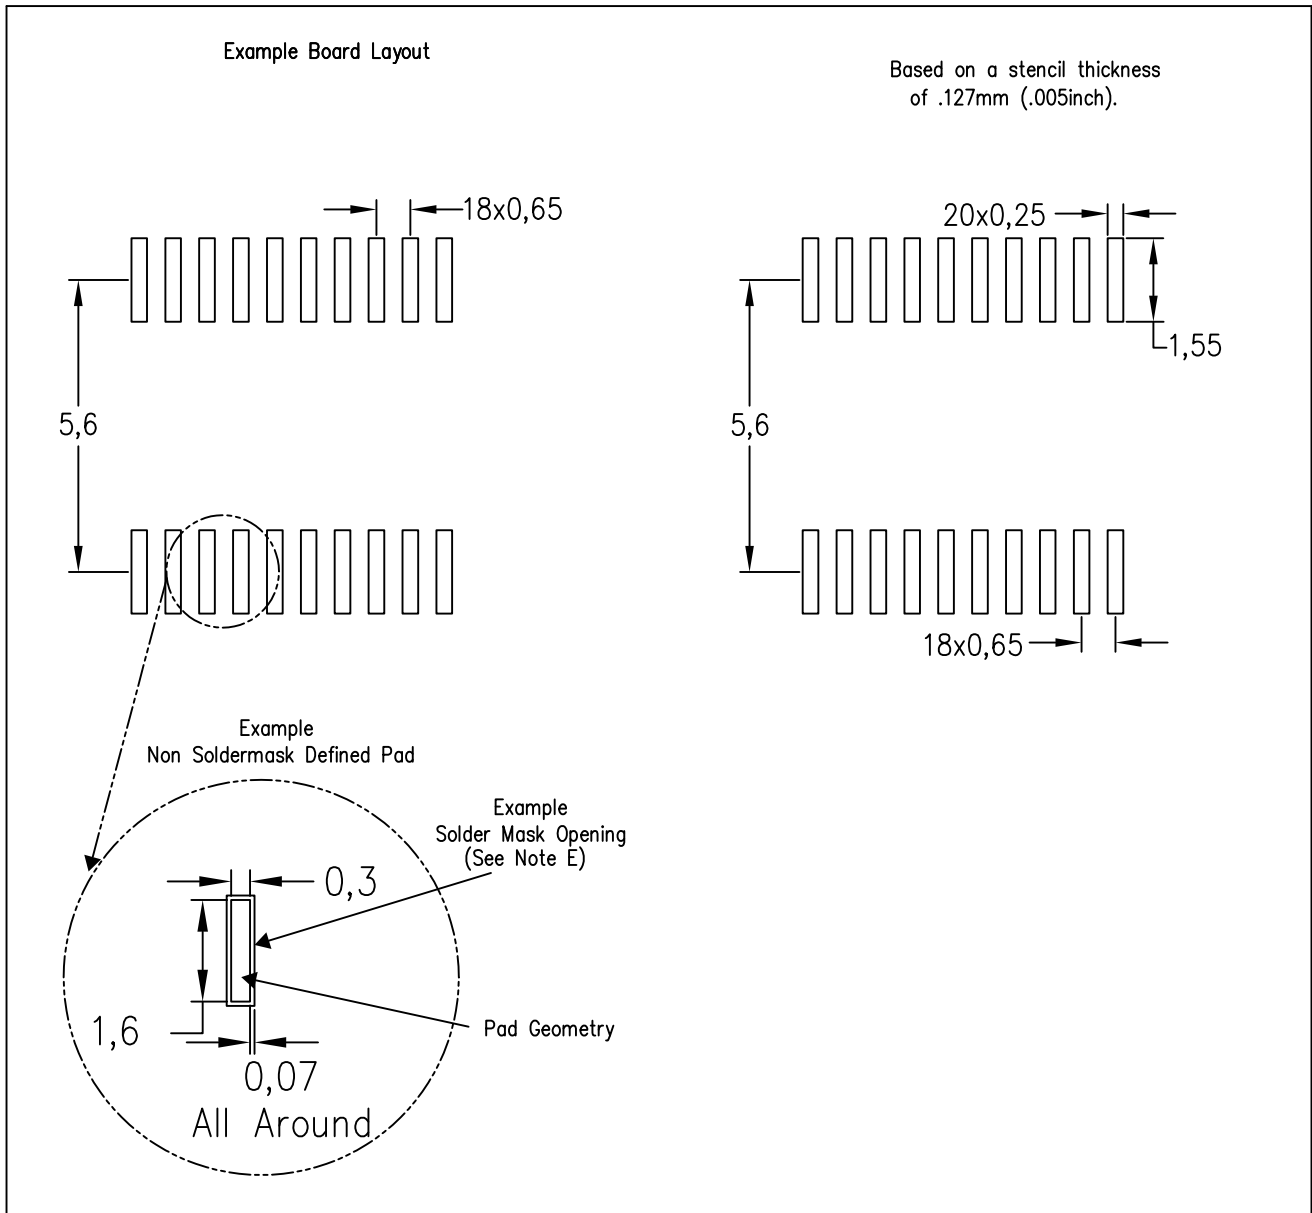 Example Board Layout
Based on a stencil thickness
of .127mm (.005inch).
18x0,65
20x0,25
1,55
5,6
5,6
18x0,65
Example
Non Soldermask Defined Pad
Example
Solder Mask Opening
(See Note E)
0,3
1,6
Pad Geometry
0,07
All Around